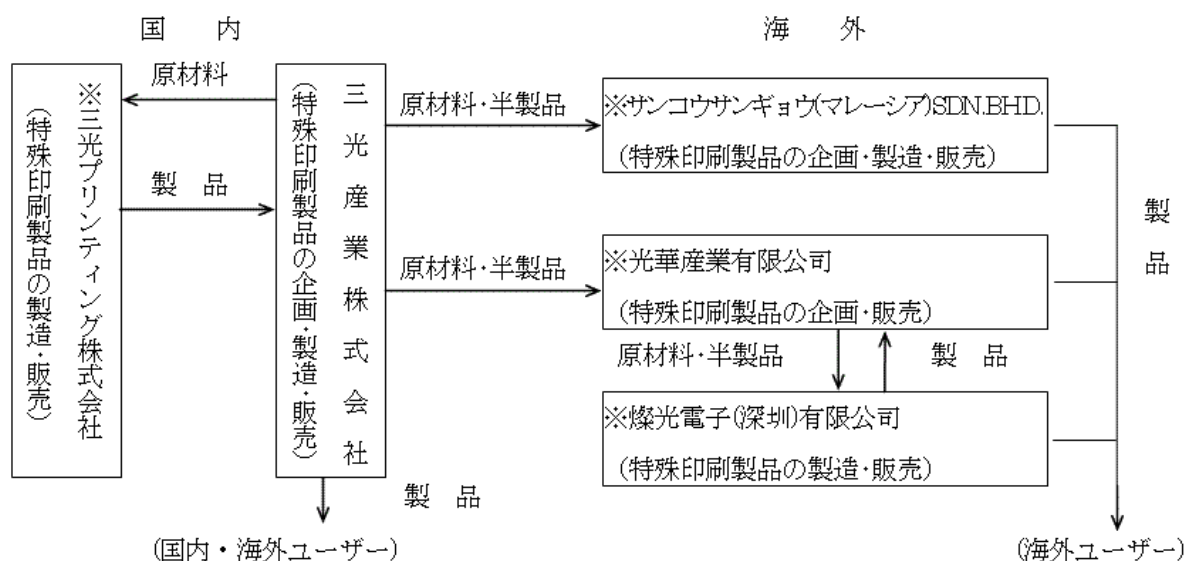 国　内
海　外
※三光プリンティング株式会社
(特殊印刷製品の製造・販売)
原材料
製　品
三光産業株式会社
(特殊印刷製品の企画・製造・販売)
原材料・半製品
※サンコウサンギョウ(マレーシア)SDN.BHD.
(特殊印刷製品の企画・製造・販売)
原材料・半製品
※光華産業有限公司
(特殊印刷製品の企画・販売)
原材料・半製品
製　品
※燦光電子(深圳)有限公司
(特殊印刷製品の製造・販売)
製　品
製　品
(国内・海外ユーザー)
(海外ユーザー)